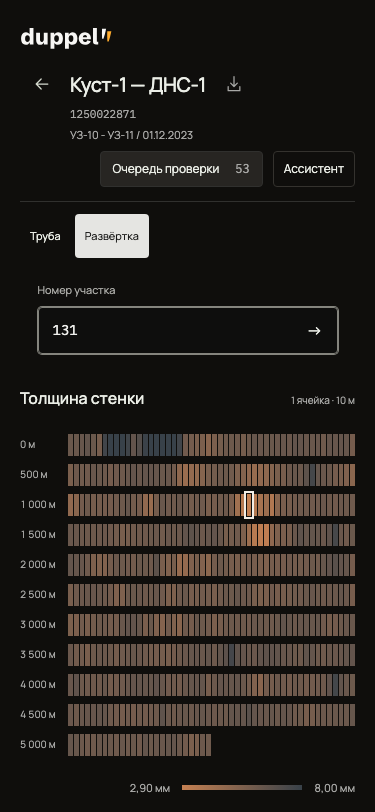 duppel
Куст-1 — ДНС-1
1250022871
УЗ-10 - УЗ-11 / 01.12.2023
Очередь проверки 53
Ассистент
Труба
Развёртка
Номер участка
131
Толщина стенки
1 ячейка · 10 м
0 м
500 м
1 000 м
1 500 м
2 000 м
2 500 м
3 000 м
3 500 м
4 000 м
4 500 м
5 000 м
2,90 мм
8,00 мм